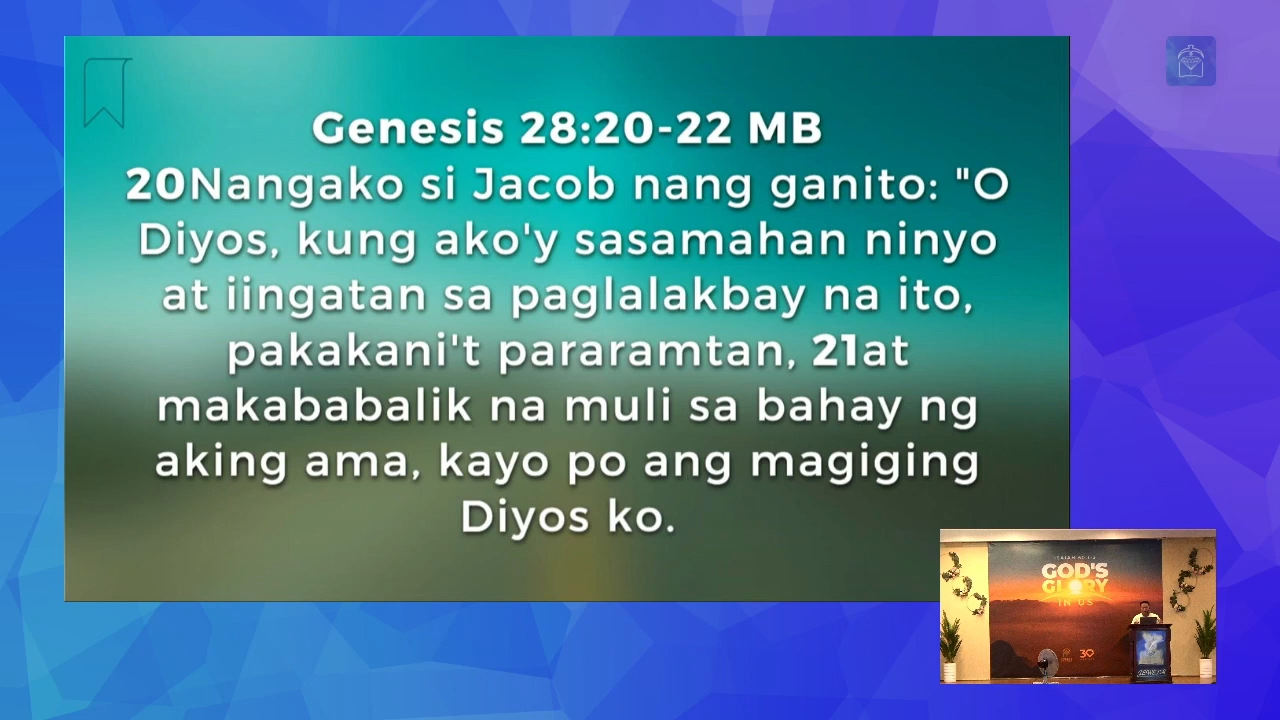 Genesis 28:20-22 MB
20Nangako si Jacob nang ganito: "O
Diyos, kung ako'y sasamahan ninyo
at iingatan sa paglalakbay na ito,
pakakani't pararamtan, 21at
makababalik na muli sa bahay ng
aking ama, kayo po ang magiging
Diyos ko.
GOD'S
GLORY
IN US
30